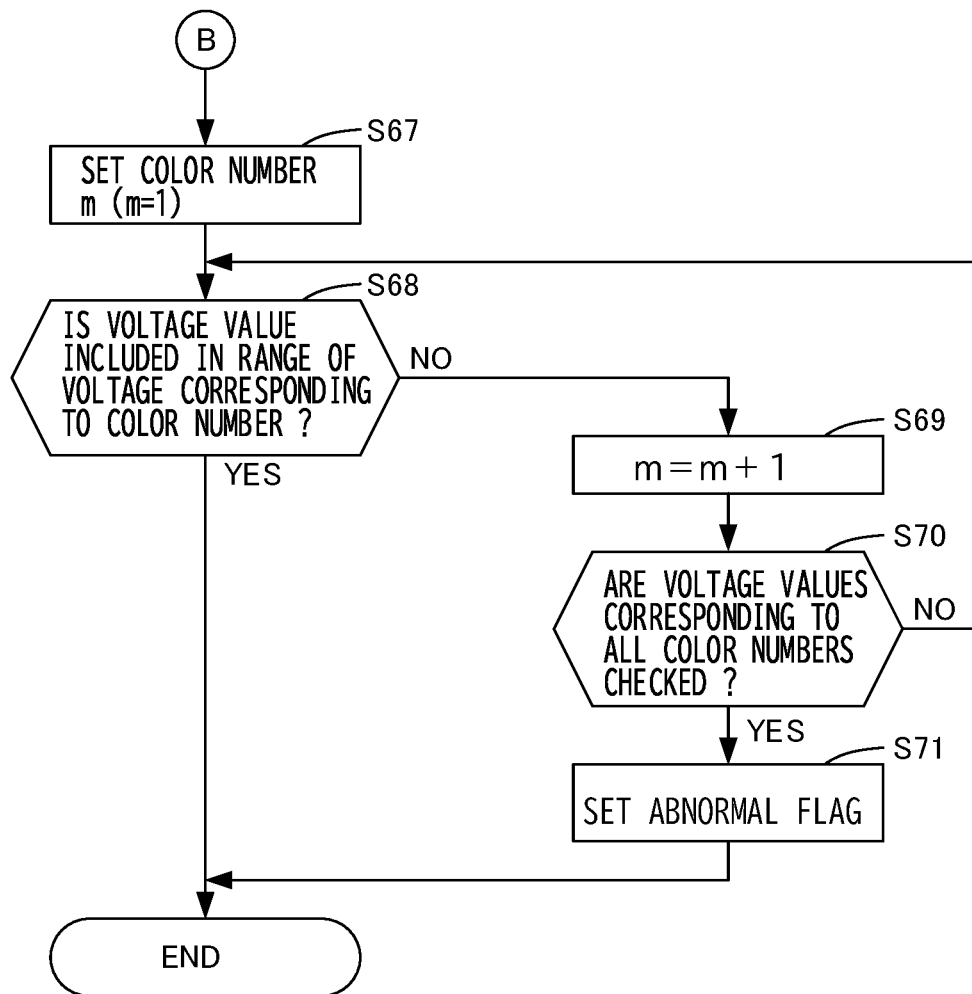 B
S67
SET COLOR NUMBER
m (m=1)
S68
IS VOLTAGE VALUE
INCLUDED IN RANGE OF
VOLTAGE CORRESPONDING
TO COLOR NUMBER ?
NO
YES
S69
m=m+1
S70
ARE VOLTAGE VALUES
CORRESPONDING TO
ALL COLOR NUMBERS
CHECKED ?
NO
YES
S71
SET ABNORMAL FLAG
END